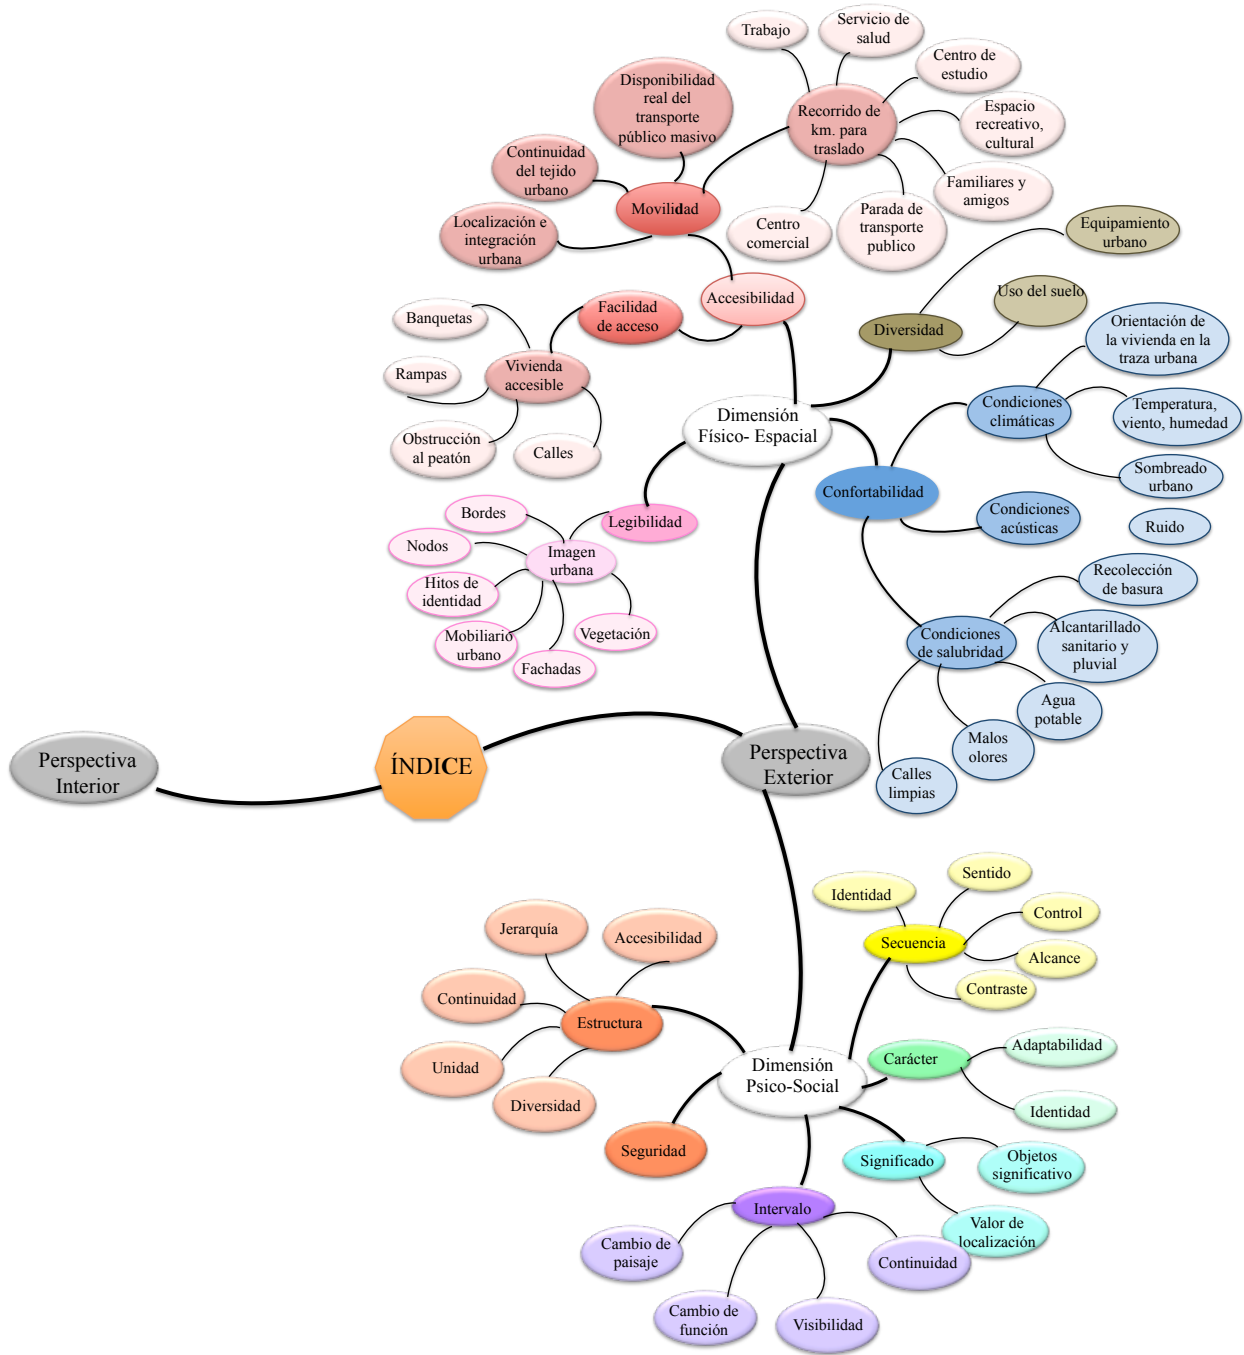 Trabajo
Servicio de
salud
Centro de
estudio
Disponibilidad
real del
transporte
público masivo
Recorrido de
km. para
traslado
Espacio
recreativo,
cultural
Continuidad
del tejido
urbano
Familiares y
amigos
Movilidad
Localización e
integración
urbana
Centro
comercial
Parada de
transporte
publico
Equipamiento
urbano
Accesibilidad
Uso del suelo
Facilidad
de acceso
Banquetas
Diversidad
Orientación de
la vivienda en la
traza urbana
Vivienda
accesible
Rampas
Dimensión
Físico- Espacial
Condiciones
climáticas
Temperatura,
viento, humedad
Obstrucción
al peatón
Calles
Sombreado
urbano
Confortabilidad
Bordes
Legibilidad
Condiciones
acústicas
Ruido
Nodos
Imagen
urbana
Hitos de
identidad
Recolección
de basura
Mobiliario
urbano
Vegetación
Fachadas
Condiciones
de salubridad
Alcantarillado
sanitario y
pluvial
Agua
potable
Malos
olores
Calles
limpias
Perspectiva
Interior
ÍNDICE
Perspectiva
Exterior
Identidad
Sentido
Control
Secuencia
Alcance
Contraste
Jerarquía
Accesibilidad
Continuidad
Estructura
Unidad
Diversidad
Dimensión
Psico-Social
Carácter
Adaptabilidad
Identidad
Seguridad
Significado
Objetos
significativo
Intervalo
Valor de
localización
Cambio de
paisaje
Continuidad
Cambio de
función
Visibilidad